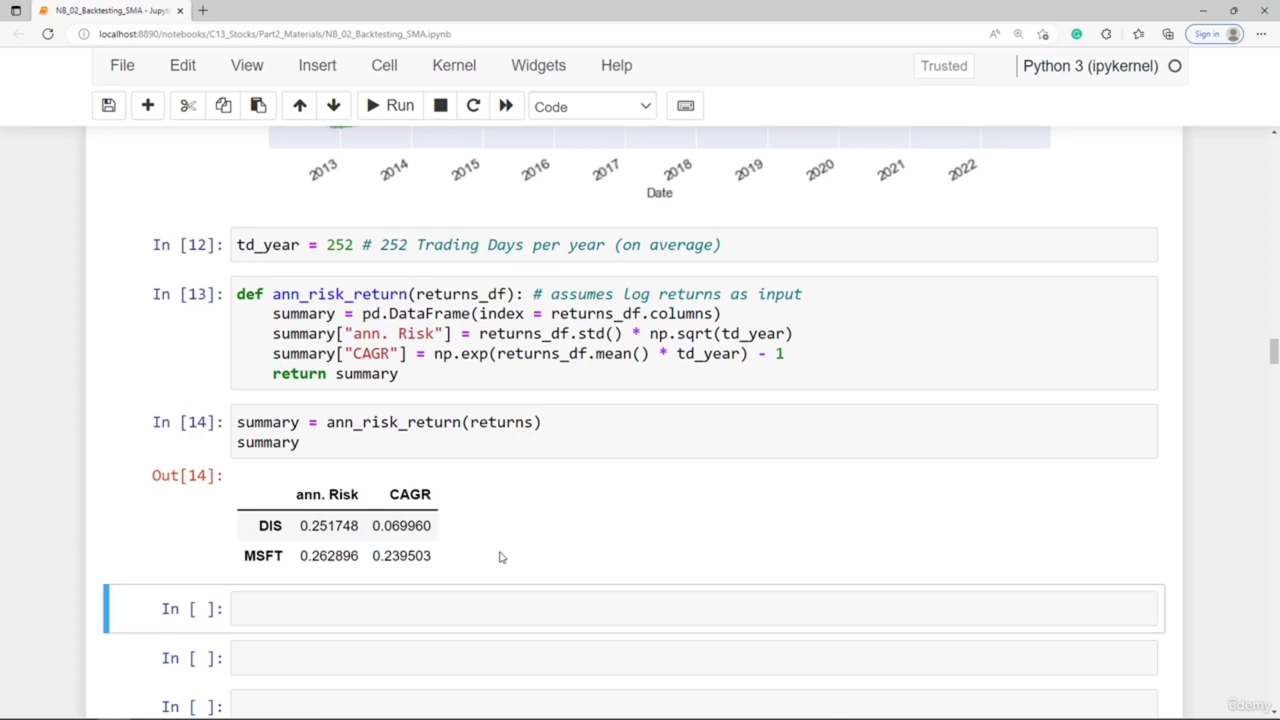 NB_02_Backtesting_SMA - Jupyt
localhost:8890/notebooks/C13_Stocks/Part2_Materials/NB_02_Backtesting_SMA.ipynb
Sign in
File Edit View Insert Cell Kernel Widgets Help Trusted Python 3 (ipykernel)
Run Code
2013 2014 2015 2016 2017 2018 2019 2020 2021 2022
Date
In [12]: td_year = 252 # 252 Trading Days per year (on average)
In [13]: def ann_risk_return(returns_df): # assumes log returns as input
summary = pd.DataFrame(index = returns_df.columns)
summary["ann. Risk"] = returns_df.std() * np.sqrt(td_year)
summary["CAGR"] = np.exp(returns_df.mean() * td_year) - 1
return summary
In [14]: summary = ann_risk_return(returns)
summary
Out[14]:
ann. Risk CAGR
DIS 0.251748 0.069960
MSFT 0.262896 0.239503
In [ ]:
In [ ]:
In [ ]:
ûdemy